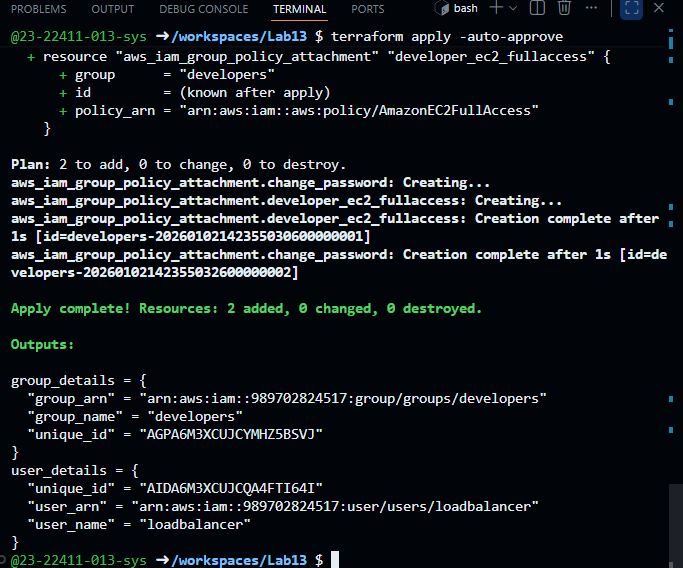 PROBLEMS OUTPUT DEBUG CONSOLE TERMINAL PORTS bash
@23-22411-013-sys ➜/workspaces/Lab13 $ terraform apply -auto-approve
+ resource "aws_iam_group_policy_attachment" "developer_ec2_fullaccess" {
+ group = "developers"
+ id = (known after apply)
+ policy_arn = "arn:aws:iam::aws:policy/AmazonEC2FullAccess"
}
Plan: 2 to add, 0 to change, 0 to destroy.
aws_iam_group_policy_attachment.change_password: Creating...
aws_iam_group_policy_attachment.developer_ec2_fullaccess: Creating...
aws_iam_group_policy_attachment.developer_ec2_fullaccess: Creation complete after
1s [id=developers-20260102142355030600000001]
aws_iam_group_policy_attachment.change_password: Creation complete after 1s [id=de
velopers-20260102142355032600000002]
Apply complete! Resources: 2 added, 0 changed, 0 destroyed.
Outputs:
group_details = {
"group_arn" = "arn:aws:iam::989702824517:group/groups/developers"
"group_name" = "developers"
"unique_id" = "AGPA6M3XCUJCYMHZ5BSVJ"
}
user_details = {
"unique_id" = "AIDA6M3XCUJCQA4FTI64I"
"user_arn" = "arn:aws:iam::989702824517:user/users/loadbalancer"
"user_name" = "loadbalancer"
}
@23-22411-013-sys ➜/workspaces/Lab13 $